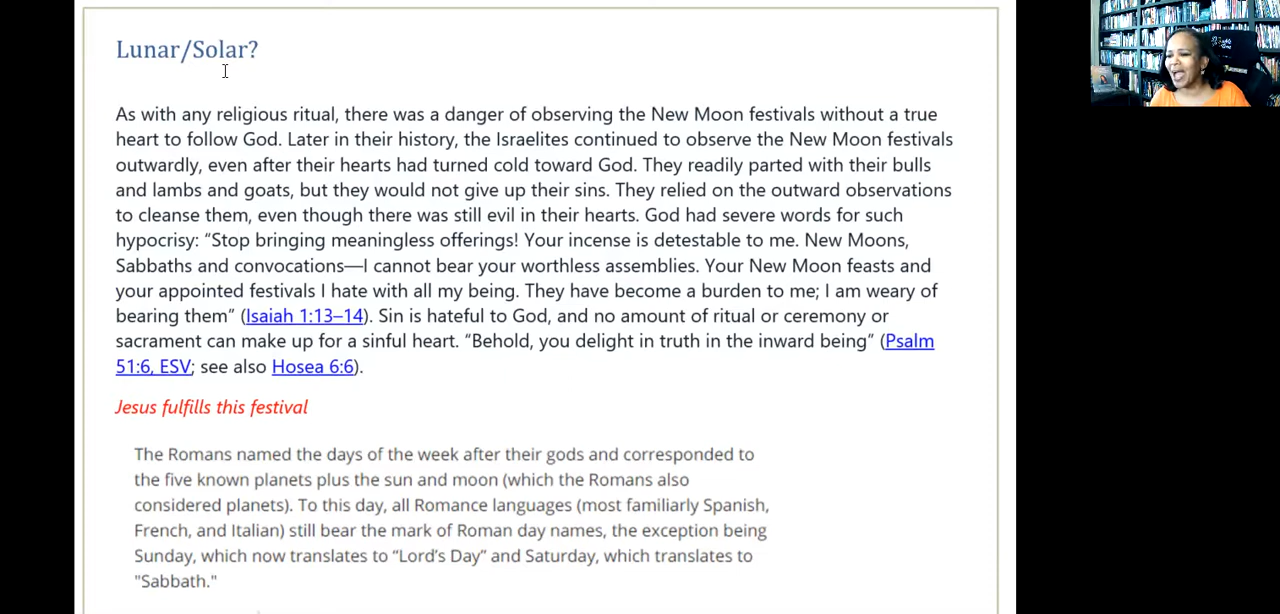 Lunar/Solar?
As with any religious ritual, there was a danger of observing the New Moon festivals without a true
heart to follow God. Later in their history, the Israelites continued to observe the New Moon festivals
outwardly, even after their hearts had turned cold toward God. They readily parted with their bulls
and lambs and goats, but they would not give up their sins. They relied on the outward observations
to cleanse them, even though there was still evil in their hearts. God had severe words for such
hypocrisy: “Stop bringing meaningless offerings! Your incense is detestable to me. New Moons,
Sabbaths and convocations—I cannot bear your worthless assemblies. Your New Moon feasts and
your appointed festivals I hate with all my being. They have become a burden to me; I am weary of
bearing them” (Isaiah 1:13–14). Sin is hateful to God, and no amount of ritual or ceremony or
sacrament can make up for a sinful heart. “Behold, you delight in truth in the inward being” (Psalm
51:6, ESV; see also Hosea 6:6).
Jesus fulfills this festival
The Romans named the days of the week after their gods and corresponded to
the five known planets plus the sun and moon (which the Romans also
considered planets). To this day, all Romance languages (most familiarly Spanish,
French, and Italian) still bear the mark of Roman day names, the exception being
Sunday, which now translates to “Lord’s Day” and Saturday, which translates to
"Sabbath."